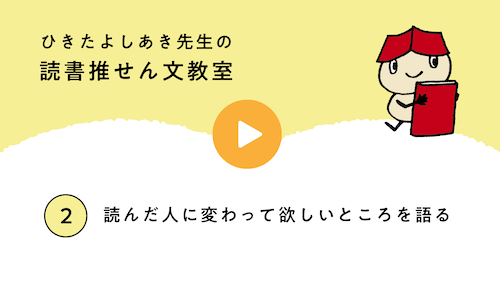 ひきたよしあき先生の
読書推せん文教室
2 読んだ人に変わって欲しいところを語る